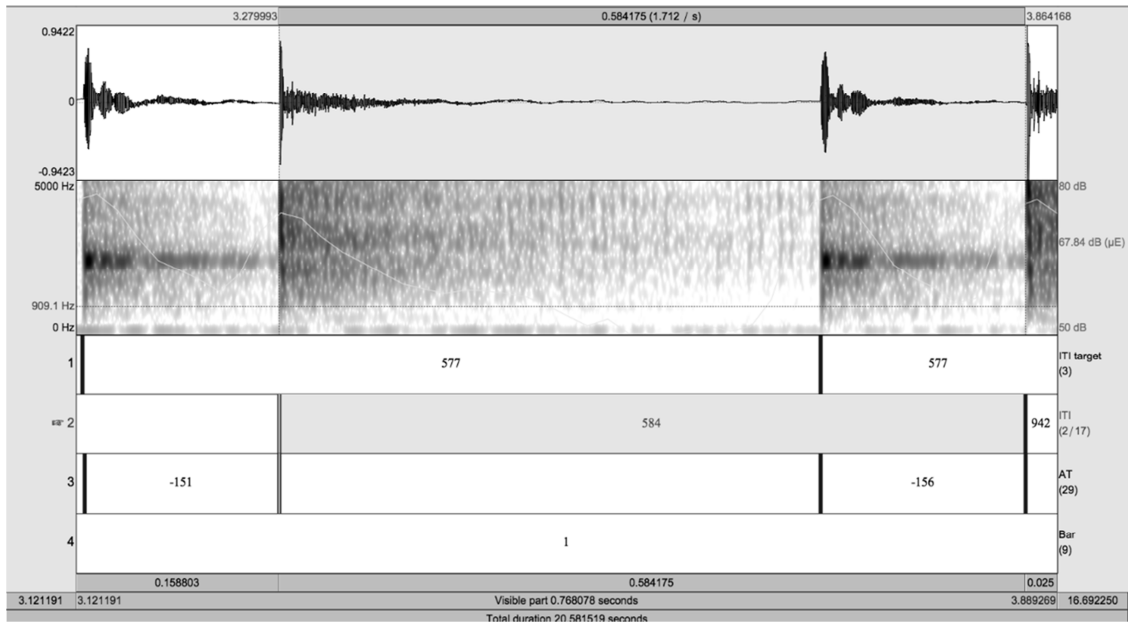 3.279993 0.584175 (1.712 / s) 3.864168
0.9422
0
-0.9423
5000 Hz 80 dB
67.84 dB (µE)
909.1 Hz
0 Hz 50 dB
1 577 577 ITI target
(3)
2 584 942 ITI
(2 / 17)
3 -151 -156 AT
(29)
4 1 Bar
(9)
0.158803 0.584175 0.025
3.121191 3.121191 Visible part 0.768078 seconds 3.889269 16.692250
Total duration 20.581519 seconds